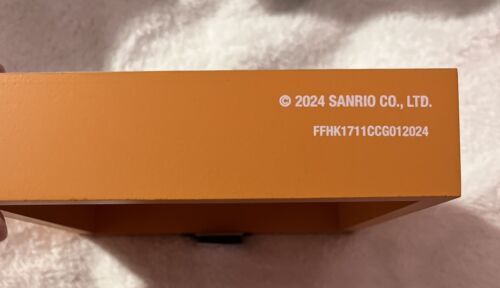 © 2024 SANRIO CO., LTD.
FFHK1711CCG012024